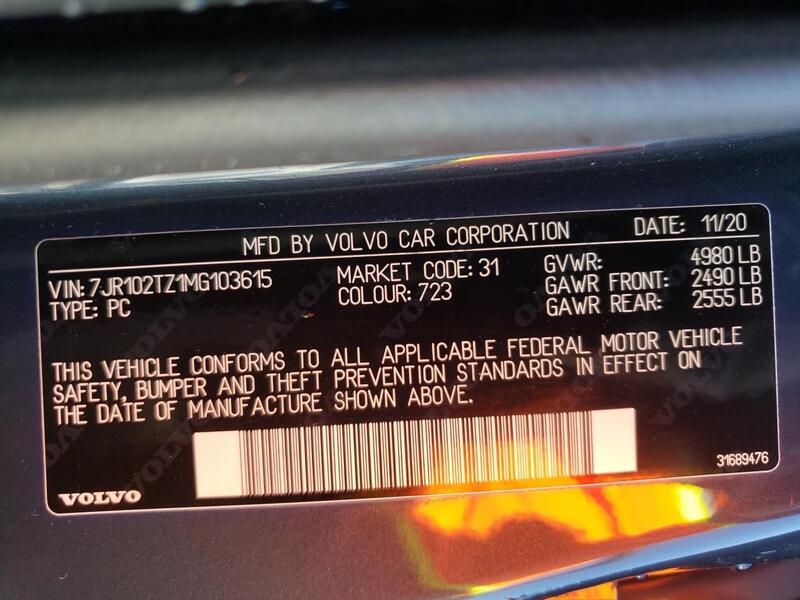 MFD BY VOLVO CAR CORPORATION DATE: 11/20
VIN: 7JR102TZ1MG103615 MARKET CODE: 31 GVWR: 4980 LB
TYPE: PC COLOUR: 723 GAWR FRONT: 2490 LB
GAWR REAR: 2555 LB
THIS VEHICLE CONFORMS TO ALL APPLICABLE FEDERAL MOTOR VEHICLE
SAFETY, BUMPER AND THEFT PREVENTION STANDARDS IN EFFECT ON
THE DATE OF MANUFACTURE SHOWN ABOVE.
31689476
VOLVO